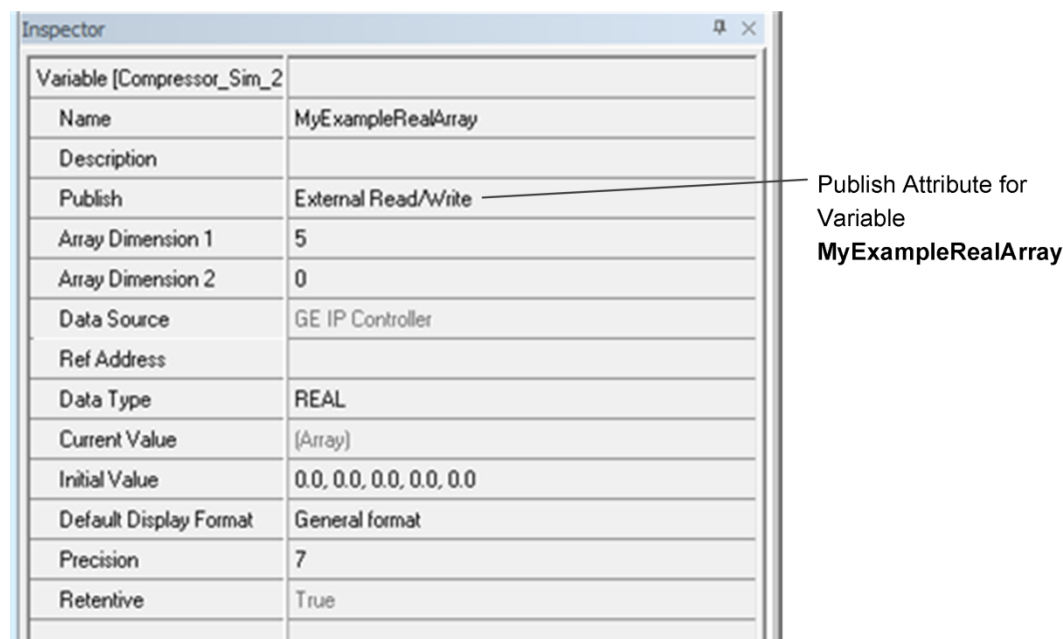 Inspector
Variable [Compressor_Sim_2
Name MyExampleRealArray
Description
Publish External Read/Write
Array Dimension 1 5
Array Dimension 2 0
Data Source GE IP Controller
Ref Address
Data Type REAL
Current Value (Array)
Initial Value 0.0, 0.0, 0.0, 0.0, 0.0
Default Display Format General format
Precision 7
Retentive True
Publish Attribute for
Variable
MyExampleRealArray